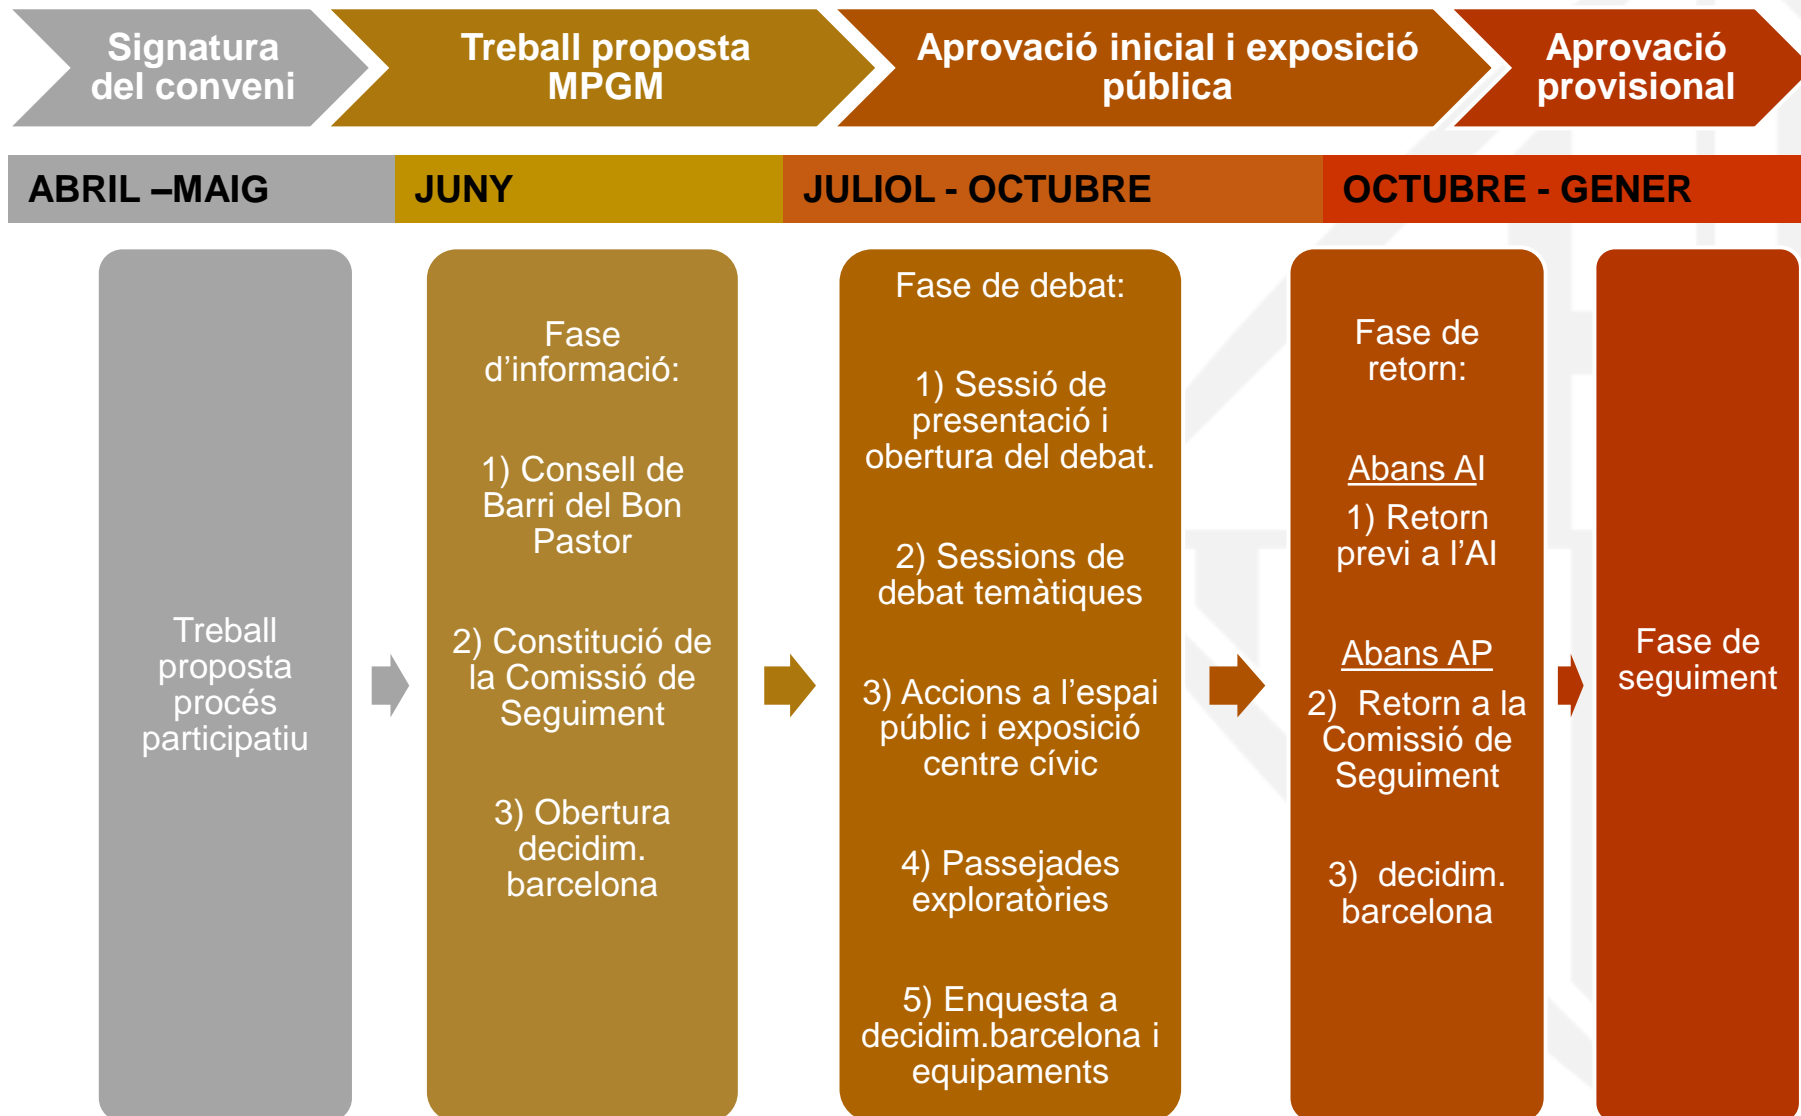 Signatura
del conveni
Treball proposta
MPGM
Aprovació inicial i exposició
pública
Aprovació
provisional
ABRIL –MAIG
JUNY
JULIOL - OCTUBRE
OCTUBRE - GENER
Treball
proposta
procés
participatiu
Fase
d’informació:
1) Consell de
Barri del Bon
Pastor
2) Constitució de
la Comissió de
Seguiment
3) Obertura
decidim.
barcelona
Fase de debat:
1) Sessió de
presentació i
obertura del debat.
2) Sessions de
debat temàtiques
3) Accions a l’espai
públic i exposició
centre cívic
4) Passejades
exploratòries
5) Enquesta a
decidim.barcelona i
equipaments
Fase de
retorn:
Abans AI
1) Retorn
previ a l’AI
Abans AP
2) Retorn a la
Comissió de
Seguiment
3) decidim.
barcelona
Fase de
seguiment